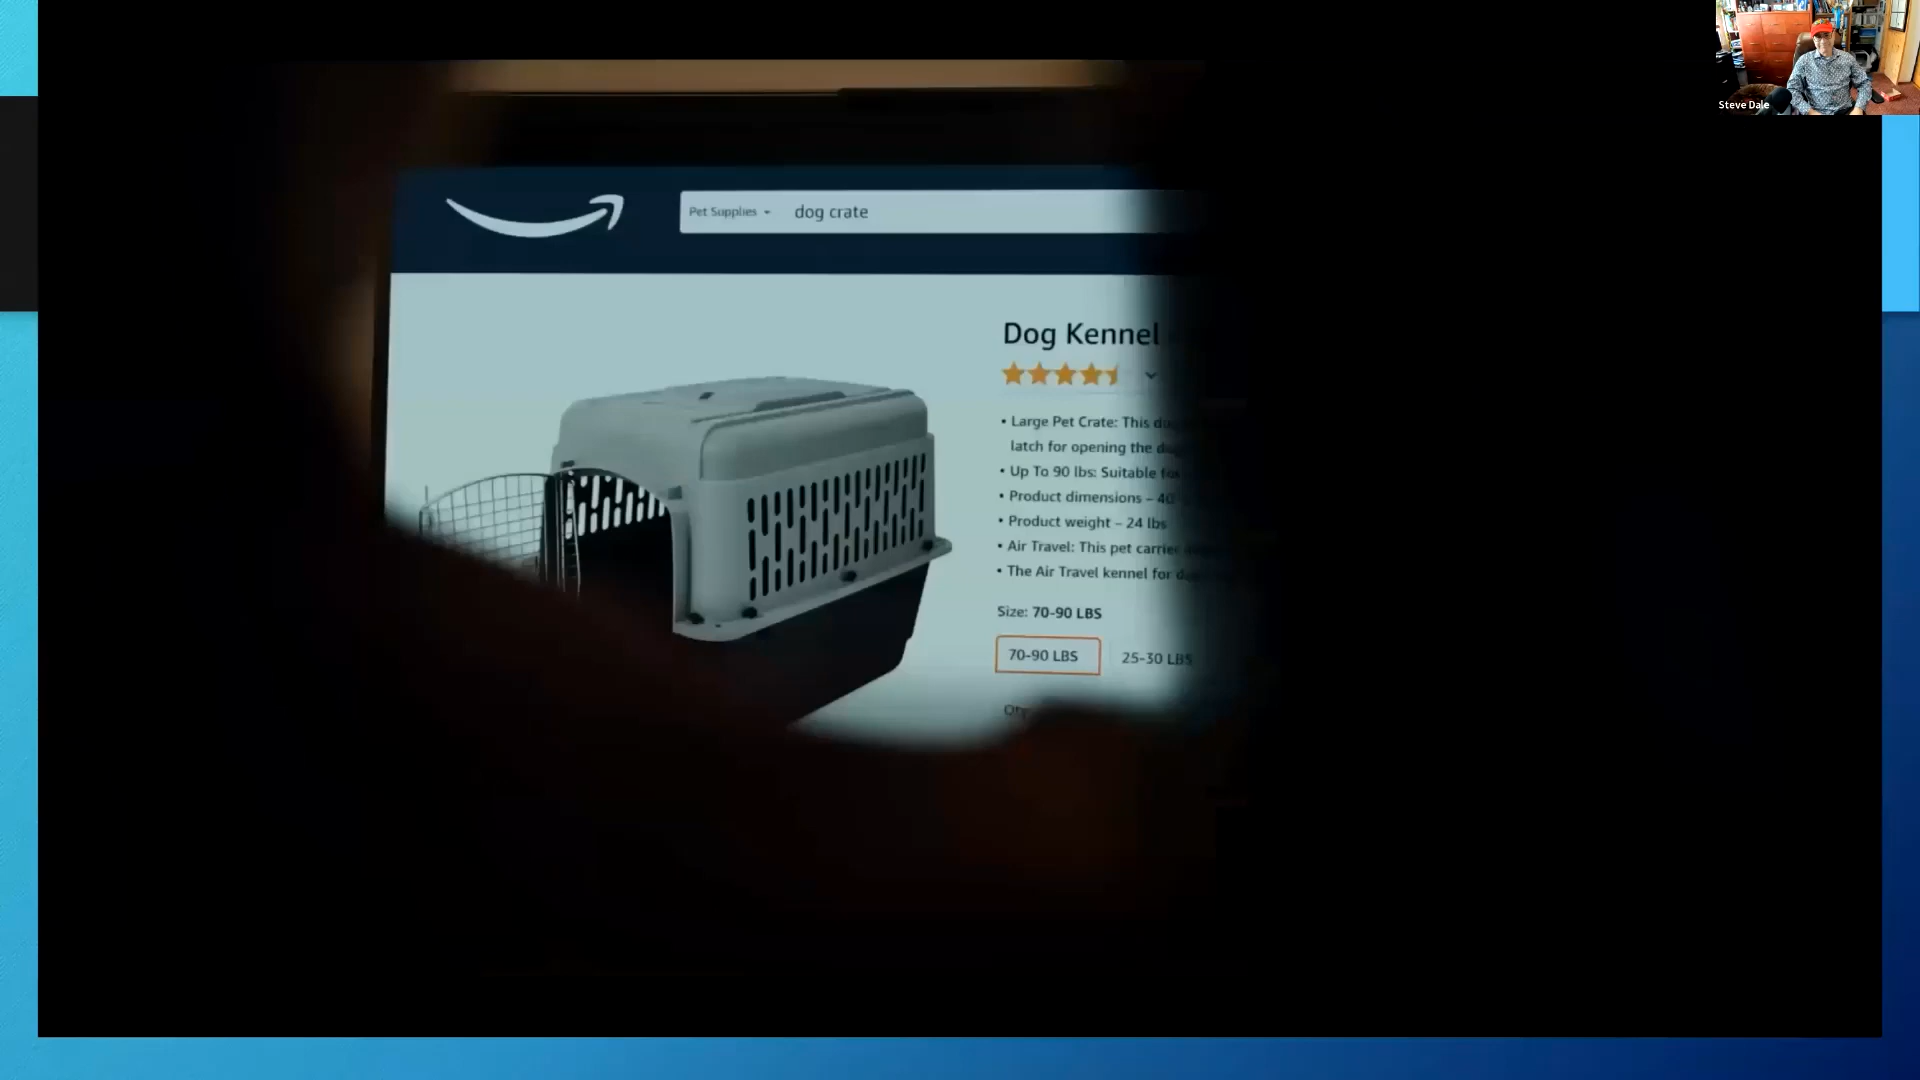 Steve Dale
Pet Supplies
dog crate
Dog Kennel
• Large Pet Crate: This
latch for opening the
• Up To 90 lbs: Suitable
• Product dimensions – 40
• Product weight – 24 lbs
• Air Travel: This pet carrier
• The Air Travel kennel for
Size: 70-90 LBS
70-90 LBS
25-30 LBS